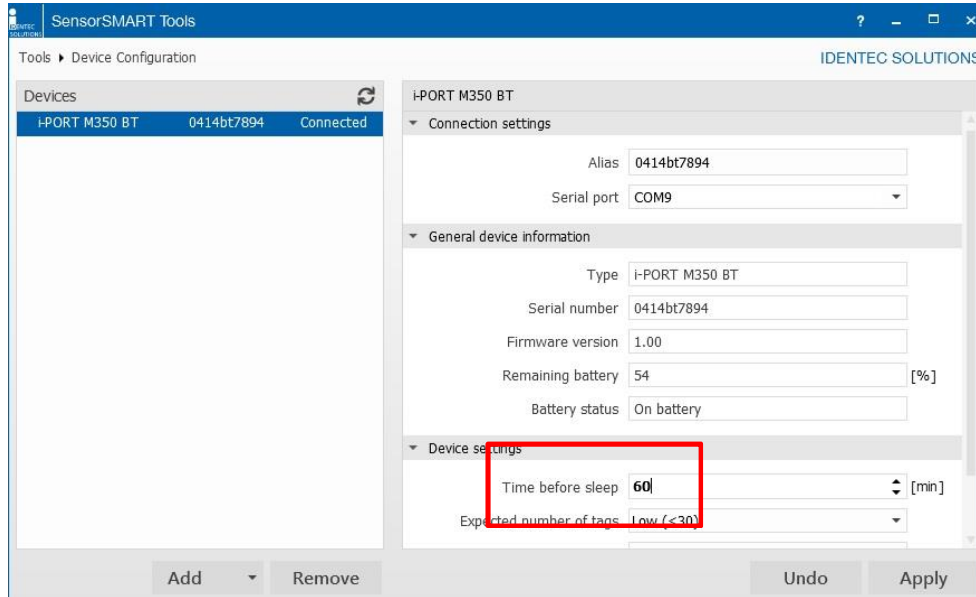 IDENTEC
SOLUTIONS
SensorSMART Tools
?
Tools ▸ Device Configuration
IDENTEC SOLUTIONS
Devices
i-PORT M350 BT 0414bt7894 Connected
i-PORT M350 BT
Connection settings
Alias 0414bt7894
Serial port COM9
General device information
Type i-PORT M350 BT
Serial number 0414bt7894
Firmware version 1.00
Remaining battery 54 [%]
Battery status On battery
Device settings
Time before sleep 60 [min]
Expected number of tags Low (<30)
Add Remove
Undo Apply